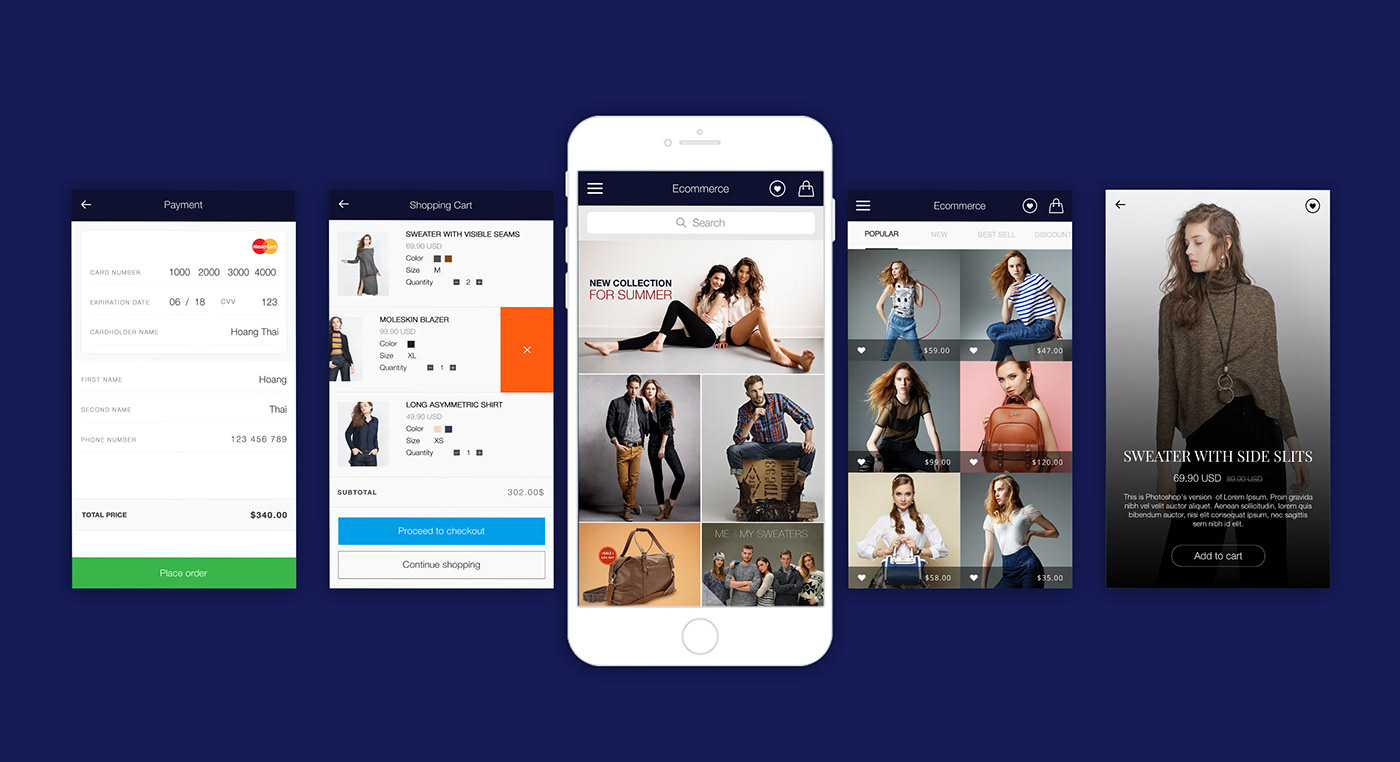 Payment
MasterCard
CARD NUMBER 1000 2000 3000 4000
EXPIRATION DATE 06 / 18 CVV 123
CARDHOLDER NAME Hoang Thai
FIRST NAME Hoang
SECOND NAME Thai
PHONE NUMBER 123 456 789
TOTAL PRICE $340.00
Place order
Shopping Cart
SWEATER WITH VISIBLE SEAMS
69.90 USD
Color
Size M
Quantity 2
MOLESKIN BLAZER
99.90 USD
Color
Size XL
Quantity 1
LONG ASYMMETRIC SHIRT
49.90 USD
Color
Size XS
Quantity 1
SUBTOTAL 302.00$
Proceed to checkout
Continue shopping
Ecommerce
Search
NEW COLLECTION
FOR SUMMER
SALE
ME & MY SWEATERS
Ecommerce
POPULAR NEW BEST SELL DISCOUNT
$59.00 $47.00
$99.00 $120.00
$58.00 $35.00
SWEATER WITH SIDE SLITS
69.90 USD 89.90 USD
This is Photoshop's version of Lorem Ipsum. Proin gravida
nibh vel velit auctor aliquet. Aenean sollicitudin, lorem quis
bibendum auctor, nisi elit consequat ipsum, nec sagittis
sem nibh id elit.
Add to cart